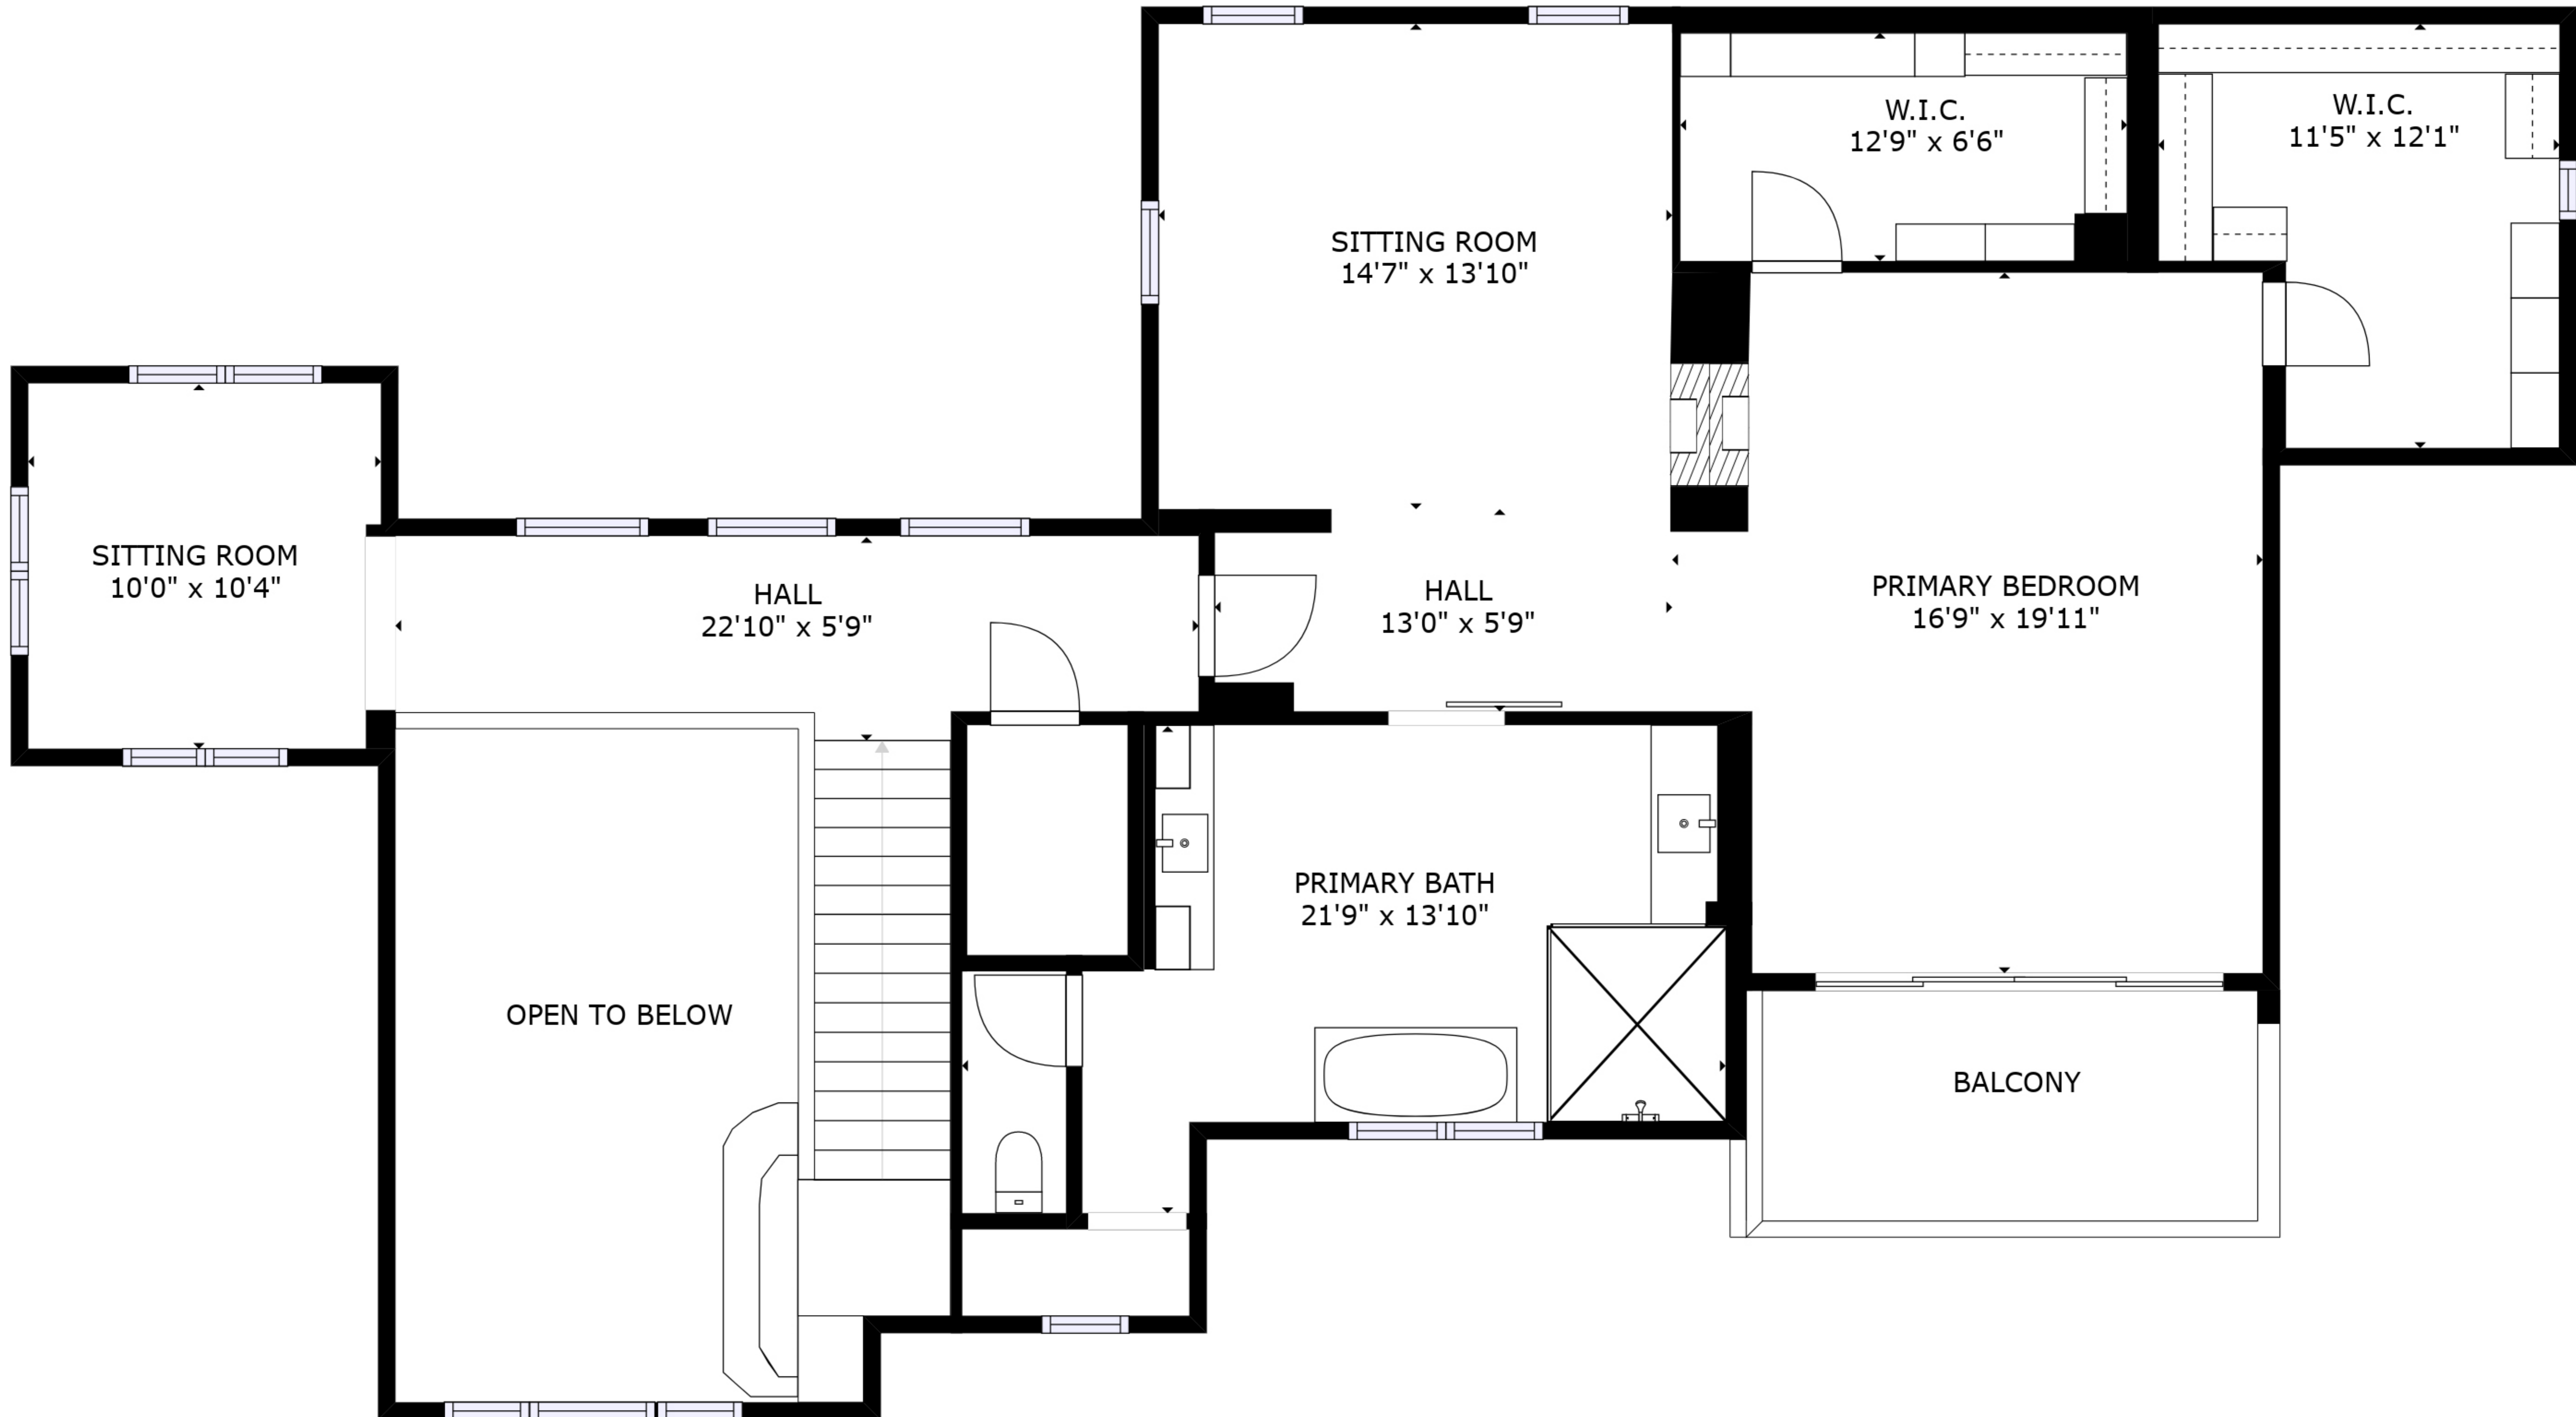 W.I.C.
12'9" x 6'6"
W.I.C.
11'5" x 12'1"
SITTING ROOM
14'7" x 13'10"
SITTING ROOM
10'0" x 10'4"
HALL
22'10" x 5'9"
HALL
13'0" x 5'9"
PRIMARY BEDROOM
16'9" x 19'11"
PRIMARY BATH
21'9" x 13'10"
OPEN TO BELOW
BALCONY